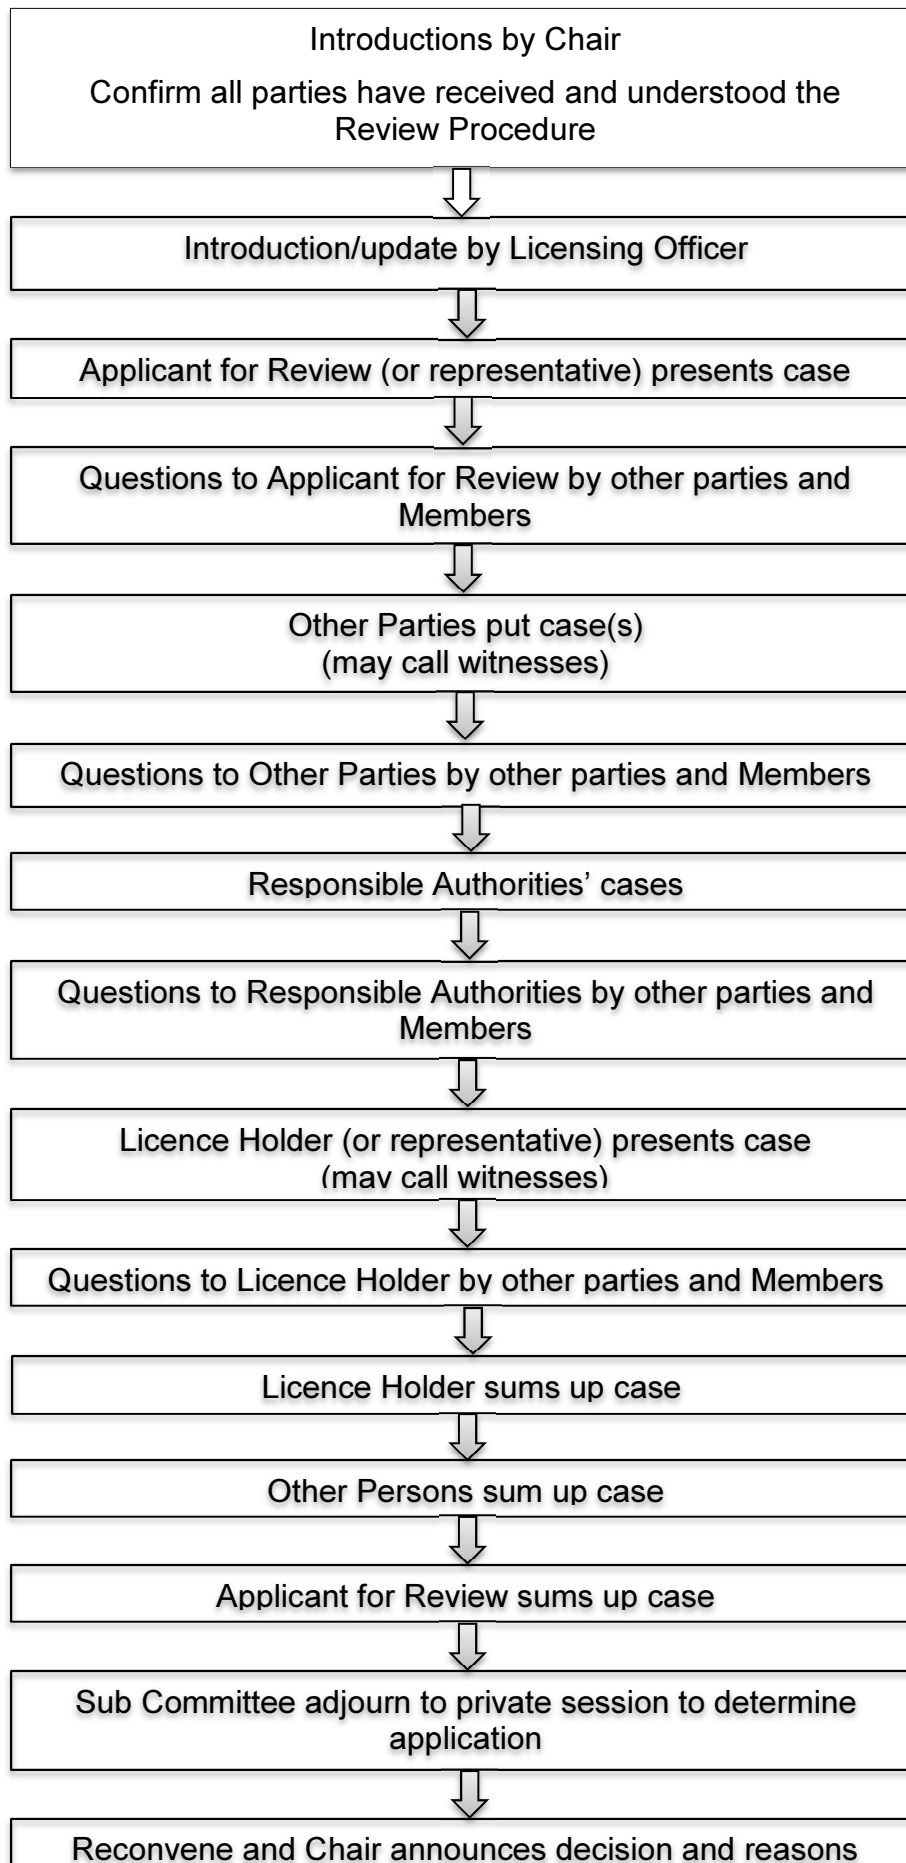 Introductions by Chair
Confirm all parties have received and understood the
Review Procedure
Introduction/update by Licensing Officer
Applicant for Review (or representative) presents case
Questions to Applicant for Review by other parties and
Members
Other Parties put case(s)
(may call witnesses)
Questions to Other Parties by other parties and Members
Responsible Authorities’ cases
Questions to Responsible Authorities by other parties and
Members
Licence Holder (or representative) presents case
(may call witnesses)
Questions to Licence Holder by other parties and Members
Licence Holder sums up case
Other Persons sum up case
Applicant for Review sums up case
Sub Committee adjourn to private session to determine
application
Reconvene and Chair announces decision and reasons